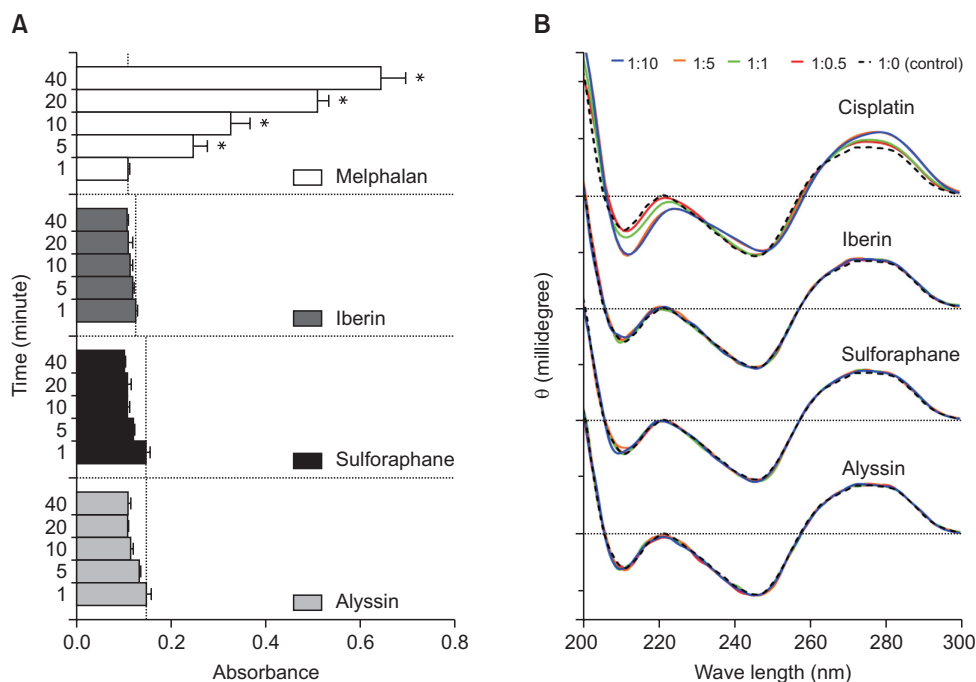 A
Time (minute)
40
*
20
*
10
*
5
*
1
Melphalan
40
20
10
5
1
Iberin
40
20
10
5
1
Sulforaphane
40
20
10
5
1
Alyssin
0.0 0.2 0.4 0.6 0.8
Absorbance
B
1:10 1:5 1:1 1:0.5 1:0 (control)
θ (millidegree)
Cisplatin
Iberin
Sulforaphane
Alyssin
200 220 240 260 280 300
Wave length (nm)